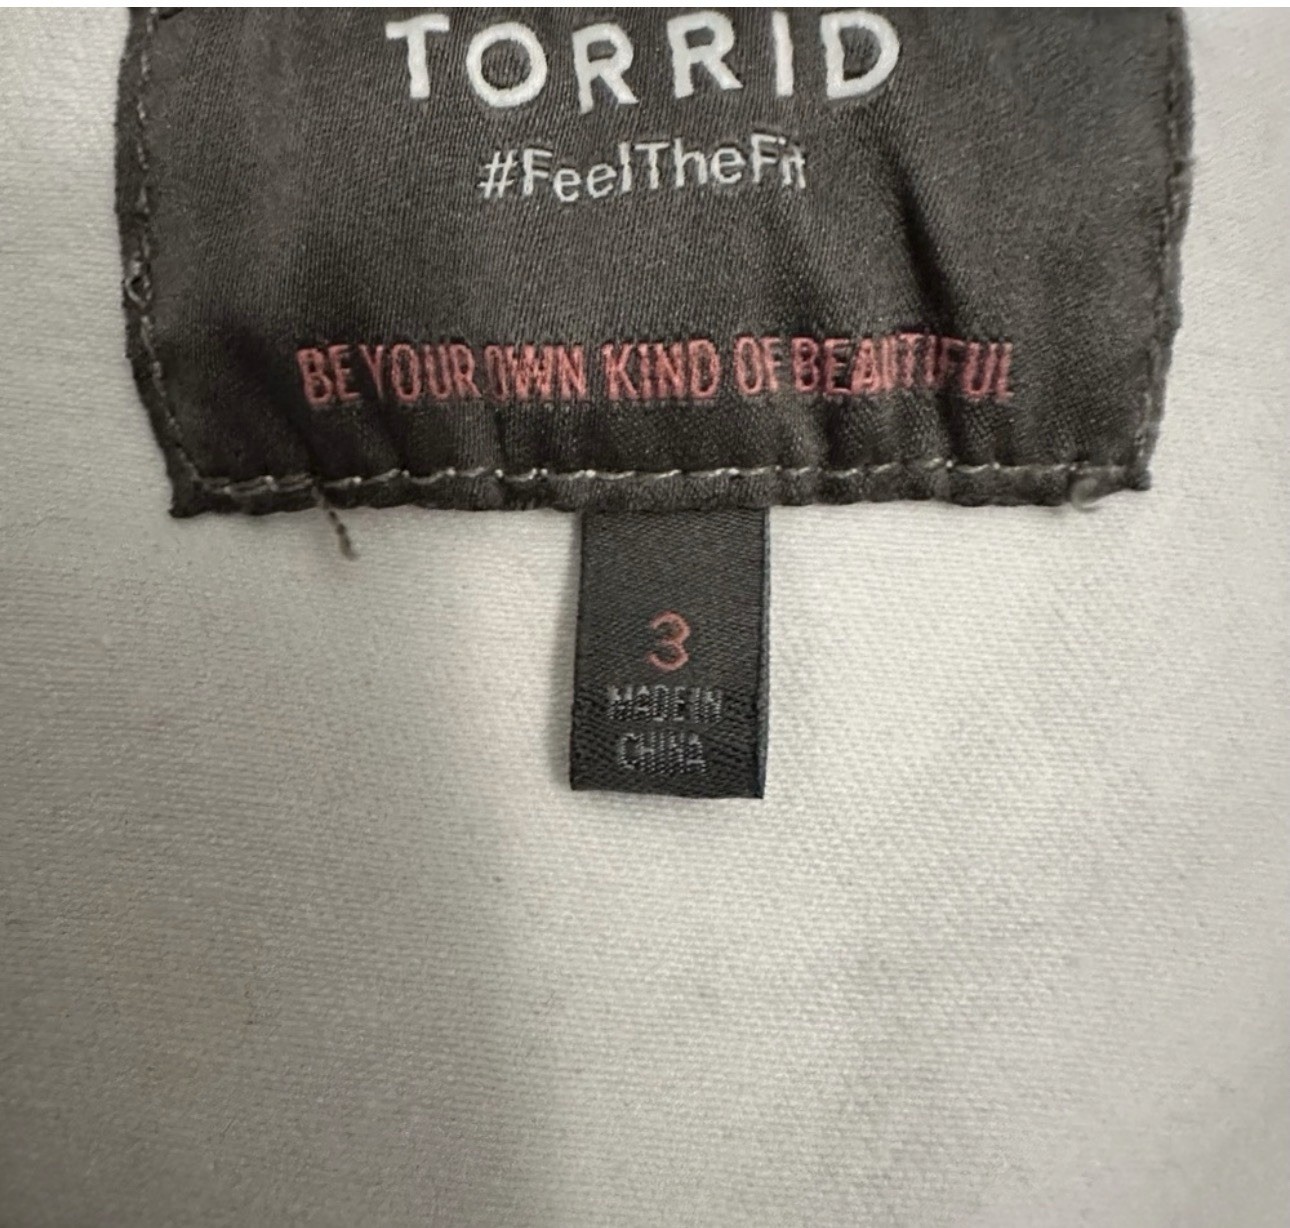 TORRID
#FeelTheFit
BE YOUR OWN KIND OF BEAUTIFUL
3
MADE IN
CHINA